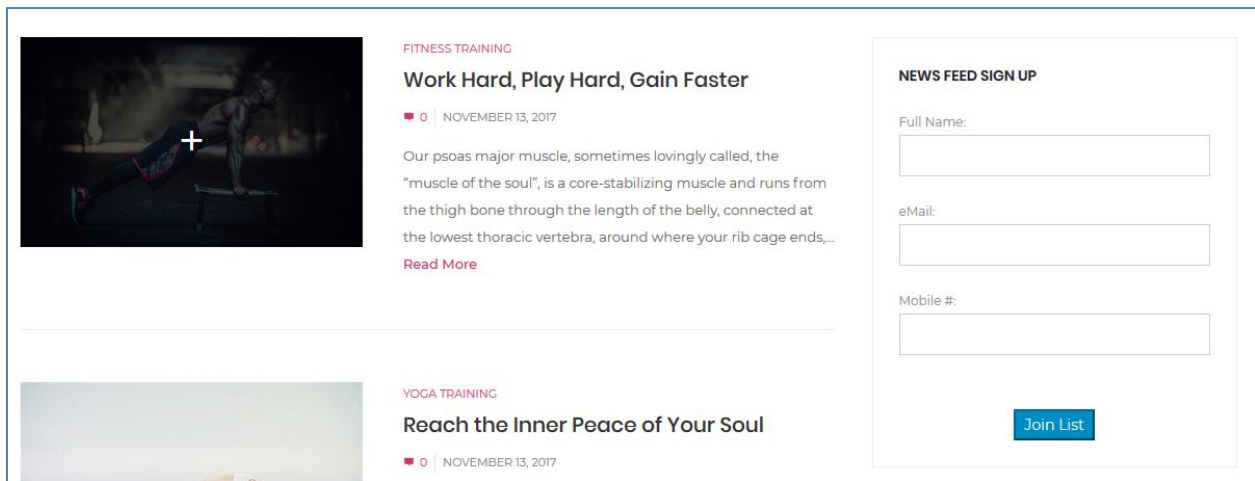 FITNESS TRAINING
Work Hard, Play Hard, Gain Faster
0 NOVEMBER 13, 2017
Our psoas major muscle, sometimes lovingly called, the
“muscle of the soul”, is a core-stabilizing muscle and runs from
the thigh bone through the length of the belly, connected at
the lowest thoracic vertebra, around where your rib cage ends,...
Read More
YOGA TRAINING
Reach the Inner Peace of Your Soul
0 NOVEMBER 13, 2017
NEWS FEED SIGN UP
Full Name:
eMail:
Mobile #:
Join List